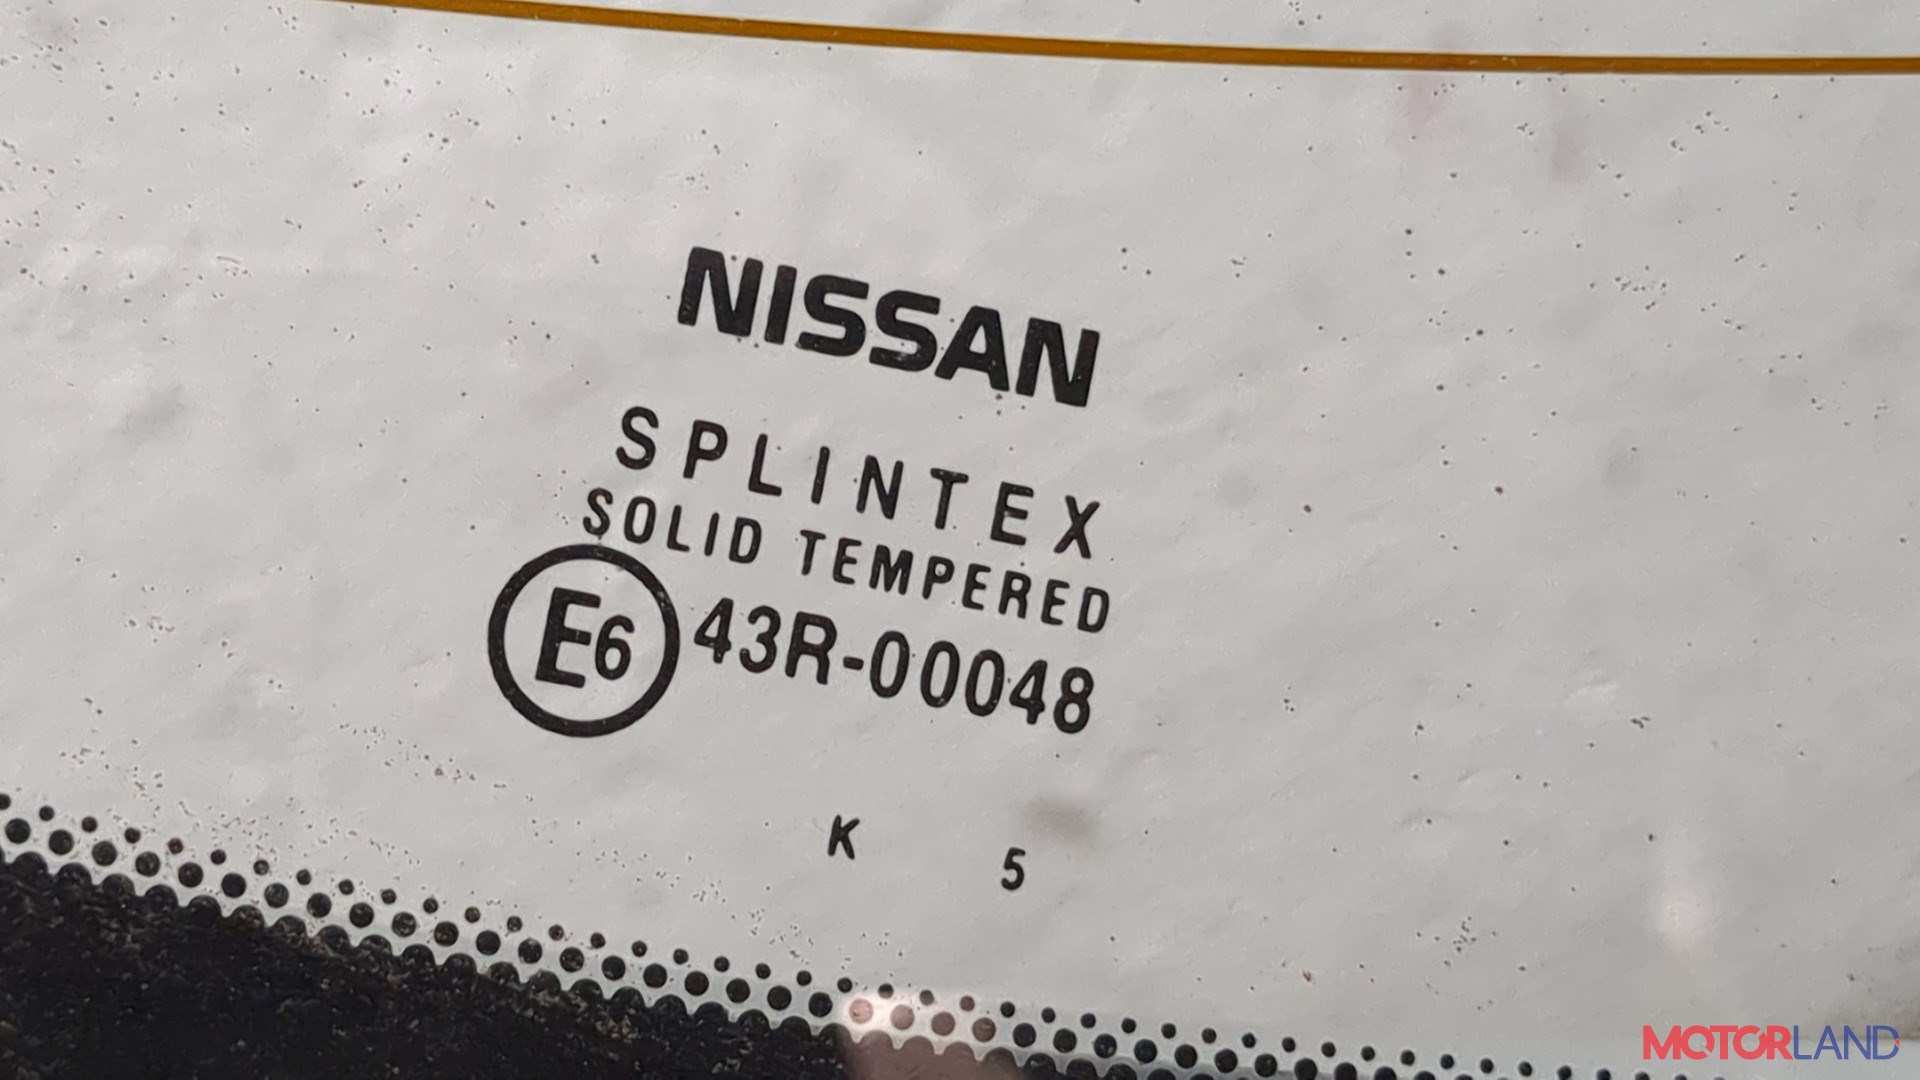 NISSAN
SPLINTEX
SOLID TEMPERED
E6 43R-00048
K 5
MOTORLAND